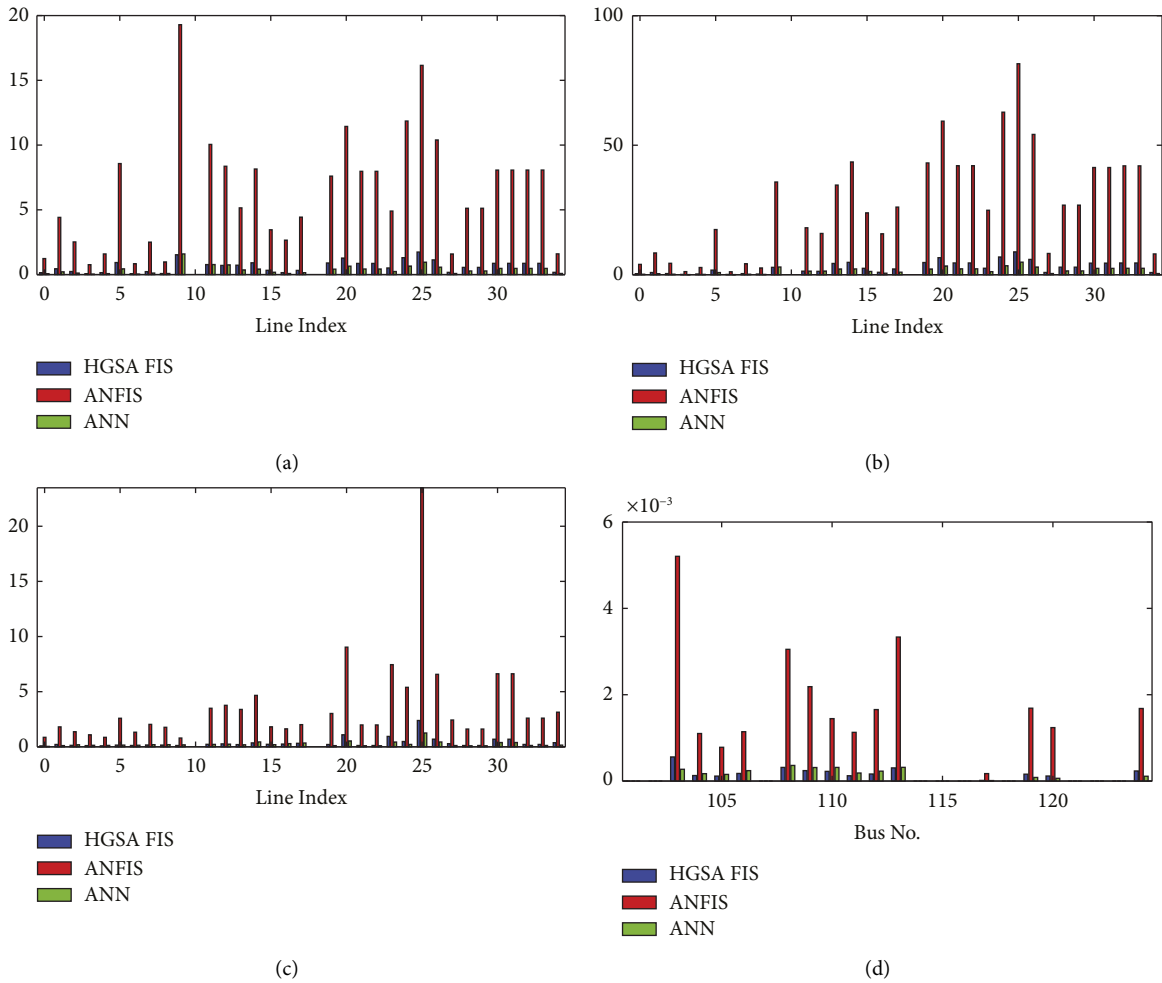 20
15
10
5
0
0 5 10 15 20 25 30
Line Index
HGSA FIS
ANFIS
ANN
(a)
100
50
0
0 5 10 15 20 25 30
Line Index
HGSA FIS
ANFIS
ANN
(b)
20
15
10
5
0
0 5 10 15 20 25 30
Line Index
HGSA FIS
ANFIS
ANN
(c)
×10⁻³
6
4
2
0
105 110 115 120
Bus No.
HGSA FIS
ANFIS
ANN
(d)